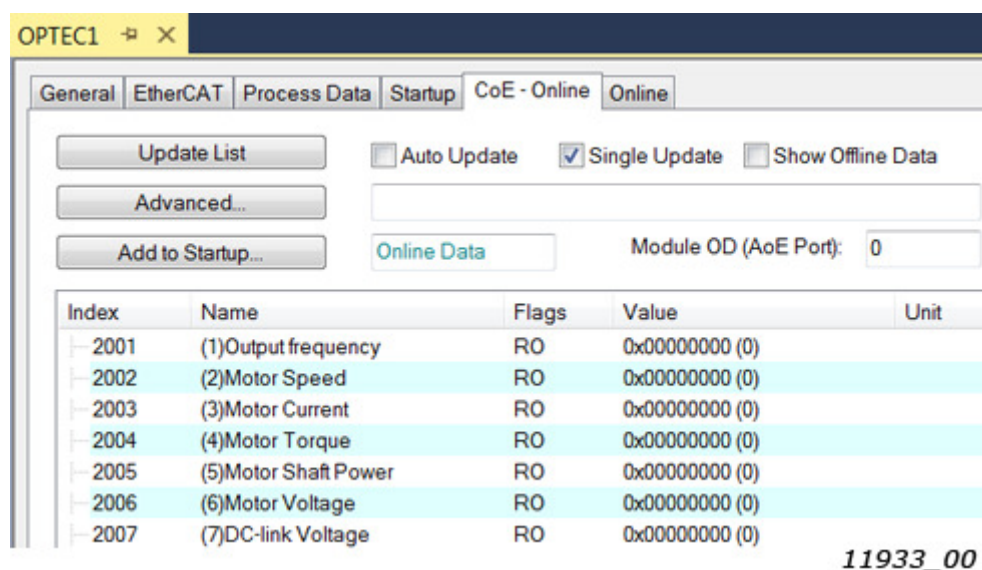 OPTEC1
General EtherCAT Process Data Startup CoE - Online Online
Update List Auto Update Single Update Show Offline Data
Advanced...
Add to Startup... Online Data Module OD (AoE Port): 0
Index Name Flags Value Unit
2001 (1)Output frequency RO 0x00000000 (0)
2002 (2)Motor Speed RO 0x00000000 (0)
2003 (3)Motor Current RO 0x00000000 (0)
2004 (4)Motor Torque RO 0x00000000 (0)
2005 (5)Motor Shaft Power RO 0x00000000 (0)
2006 (6)Motor Voltage RO 0x00000000 (0)
2007 (7)DC-link Voltage RO 0x00000000 (0)
11933_00